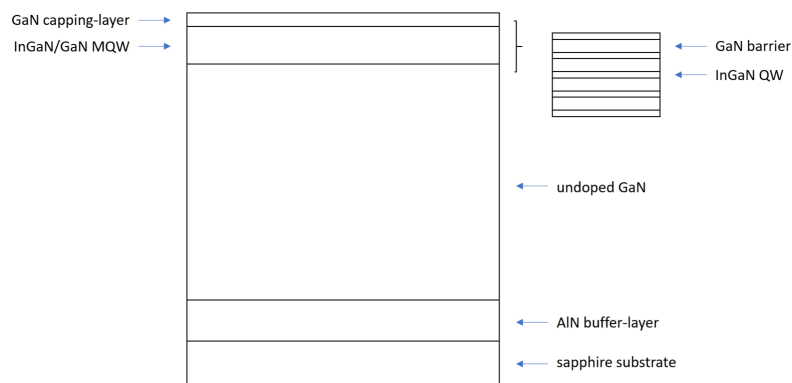 GaN capping-layer
InGaN/GaN MQW
GaN barrier
InGaN QW
undoped GaN
AlN buffer-layer
sapphire substrate